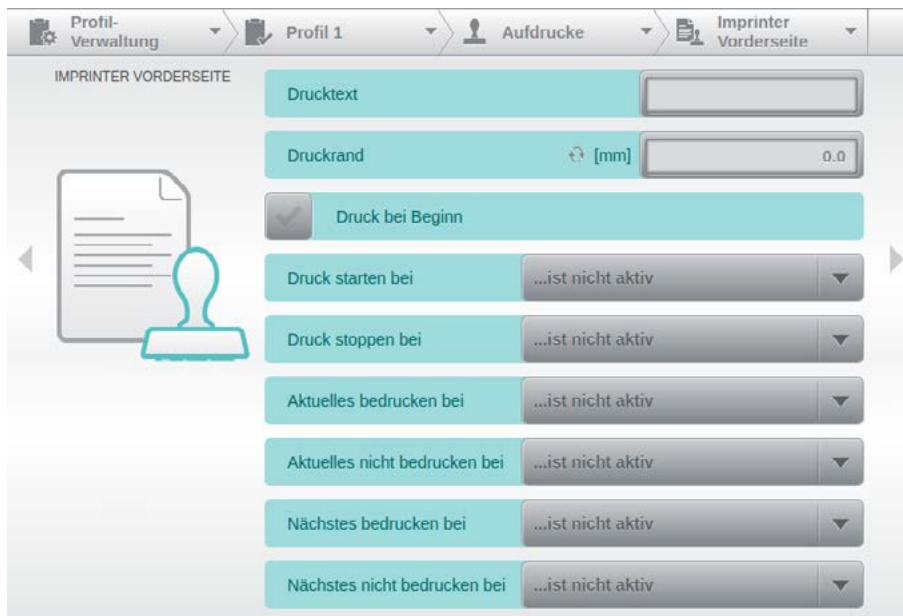 Profil-
Verwaltung
Profil 1
Aufdrucke
Imprinter
Vorderseite
IMPRINTER VORDERSEITE
Drucktext
Druckrand [mm] 0.0
Druck bei Beginn
Druck starten bei ...ist nicht aktiv
Druck stoppen bei ...ist nicht aktiv
Aktuelles bedrucken bei ...ist nicht aktiv
Aktuelles nicht bedrucken bei ...ist nicht aktiv
Nächstes bedrucken bei ...ist nicht aktiv
Nächstes nicht bedrucken bei ...ist nicht aktiv